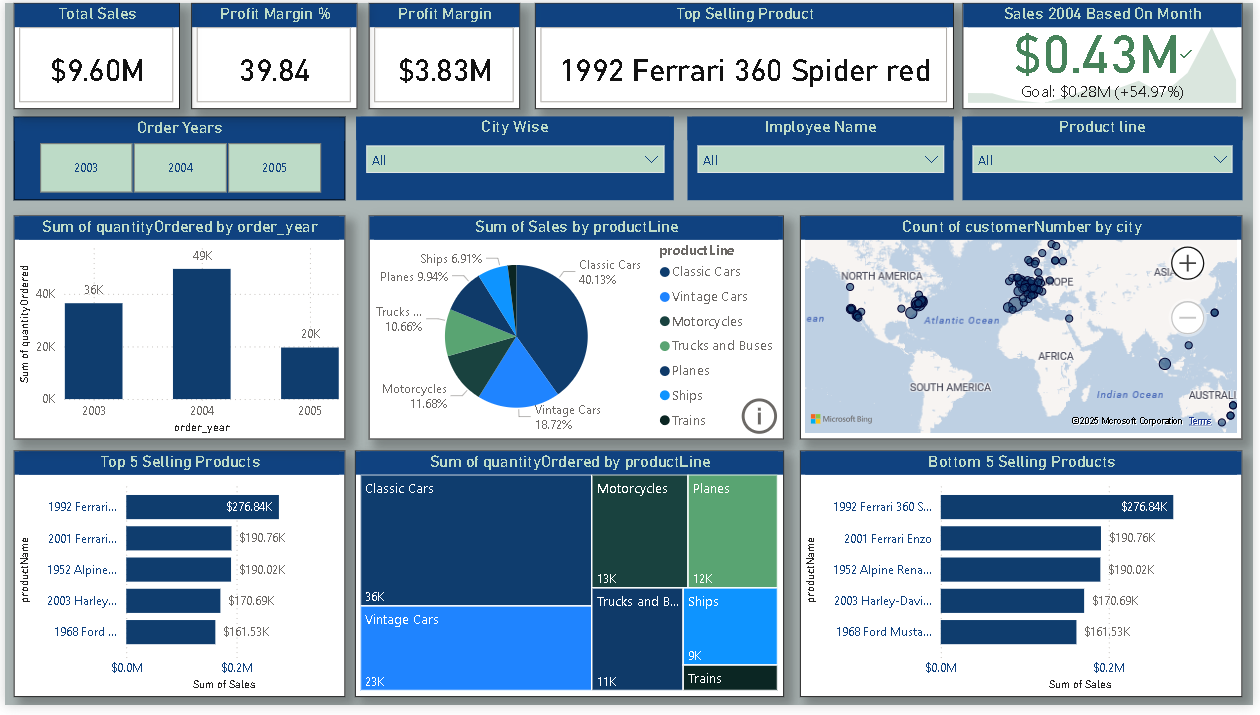 Total Sales
$9.60M
Profit Margin %
39.84
Profit Margin
$3.83M
Top Selling Product
1992 Ferrari 360 Spider red
Sales 2004 Based On Month
$0.43M
Goal: $0.28M (+54.97%)
Order Years
2003 2004 2005
City Wise
All
Imployee Name
All
Product line
All
Sum of quantityOrdered by order_year
Sum of quantityOrdered
40K
20K
0K
36K
49K
20K
2003 2004 2005
order_year
Sum of Sales by productLine
Ships 6.91%
Planes 9.94%
Trucks ...
10.66%
Motorcycles
11.68%
Vintage Cars
18.72%
Classic Cars
40.13%
productLine
Classic Cars
Vintage Cars
Motorcycles
Trucks and Buses
Planes
Ships
Trains
Count of customerNumber by city
NORTH AMERICA
OPE
ASI
ean
Atlantic Ocean
AFRICA
SOUTH AMERICA
Indian Ocean
AUSTRALI
Microsoft Bing
©2025 Microsoft Corporation Terms
Top 5 Selling Products
productName
1992 Ferrari... $276.84K
2001 Ferrari... $190.76K
1952 Alpine... $190.02K
2003 Harley... $170.69K
1968 Ford ... $161.53K
$0.0M $0.2M
Sum of Sales
Sum of quantityOrdered by productLine
Classic Cars
36K
Vintage Cars
23K
Motorcycles
13K
Planes
12K
Trucks and B...
11K
Ships
9K
Trains
Bottom 5 Selling Products
productName
1992 Ferrari 360 S... $276.84K
2001 Ferrari Enzo $190.76K
1952 Alpine Rena... $190.02K
2003 Harley-Davi... $170.69K
1968 Ford Musta... $161.53K
$0.0M $0.2M
Sum of Sales